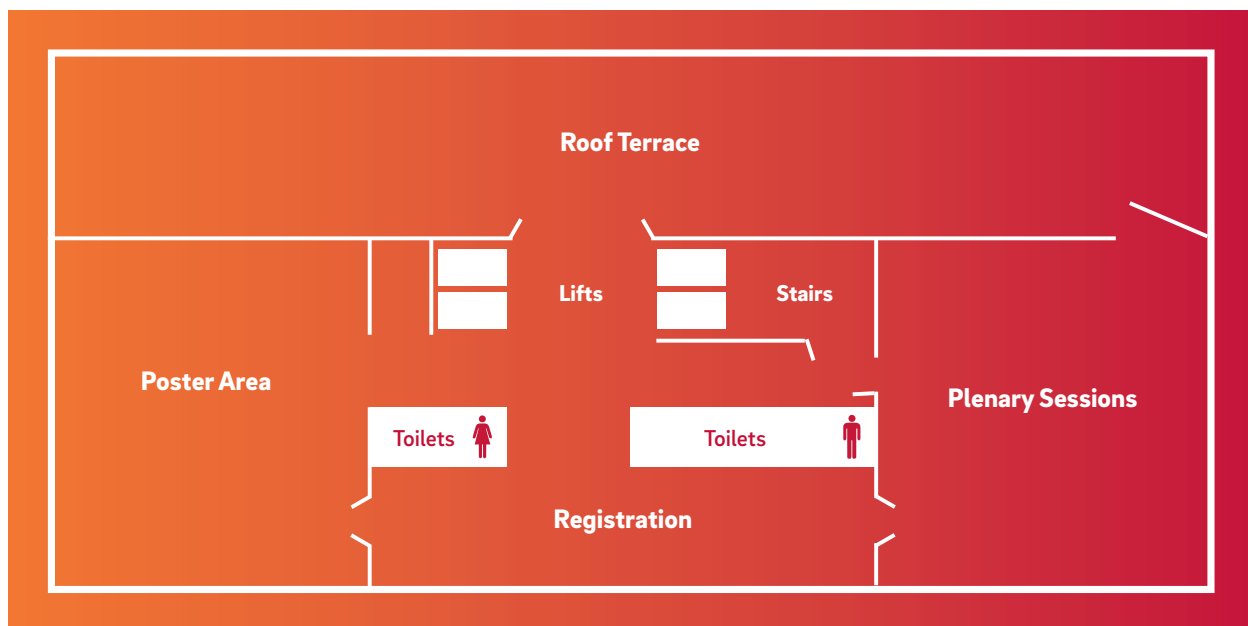 Roof Terrace
Lifts
Stairs
Poster Area
Plenary Sessions
Toilets
Toilets
Registration